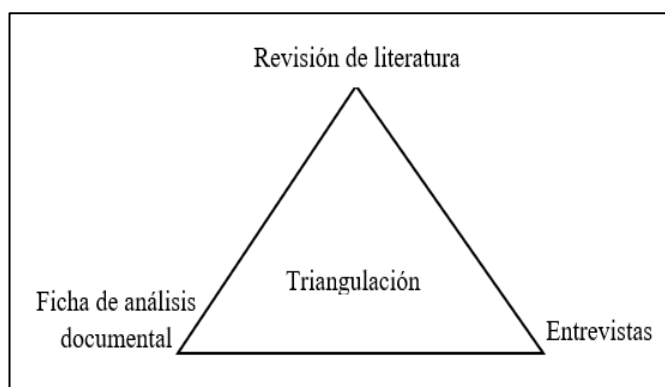 Revisión de literatura
Triangulación
Ficha de análisis
documental
Entrevistas